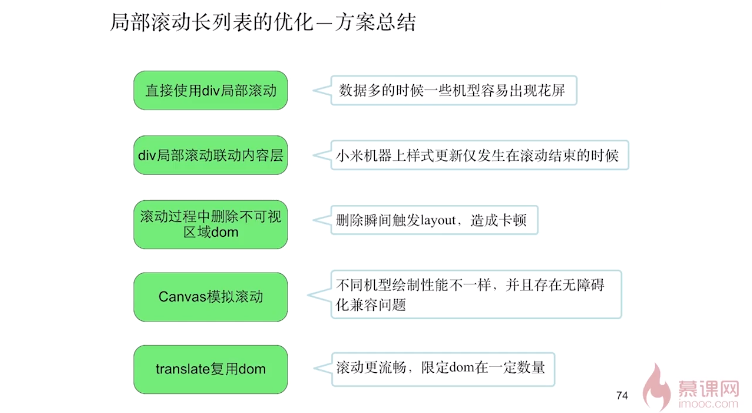 局部滚动长列表的优化—方案总结
直接使用div局部滚动
数据多的时候一些机型容易出现花屏
div局部滚动联动内容层
小米机器上样式更新仅发生在滚动结束的时候
滚动过程中删除不可视
区域dom
删除瞬间触发layout，造成卡顿
Canvas模拟滚动
不同机型绘制性能不一样，并且存在无障碍
化兼容问题
translate复用dom
滚动更流畅，限定dom在一定数量
74
慕课网
imooc.com